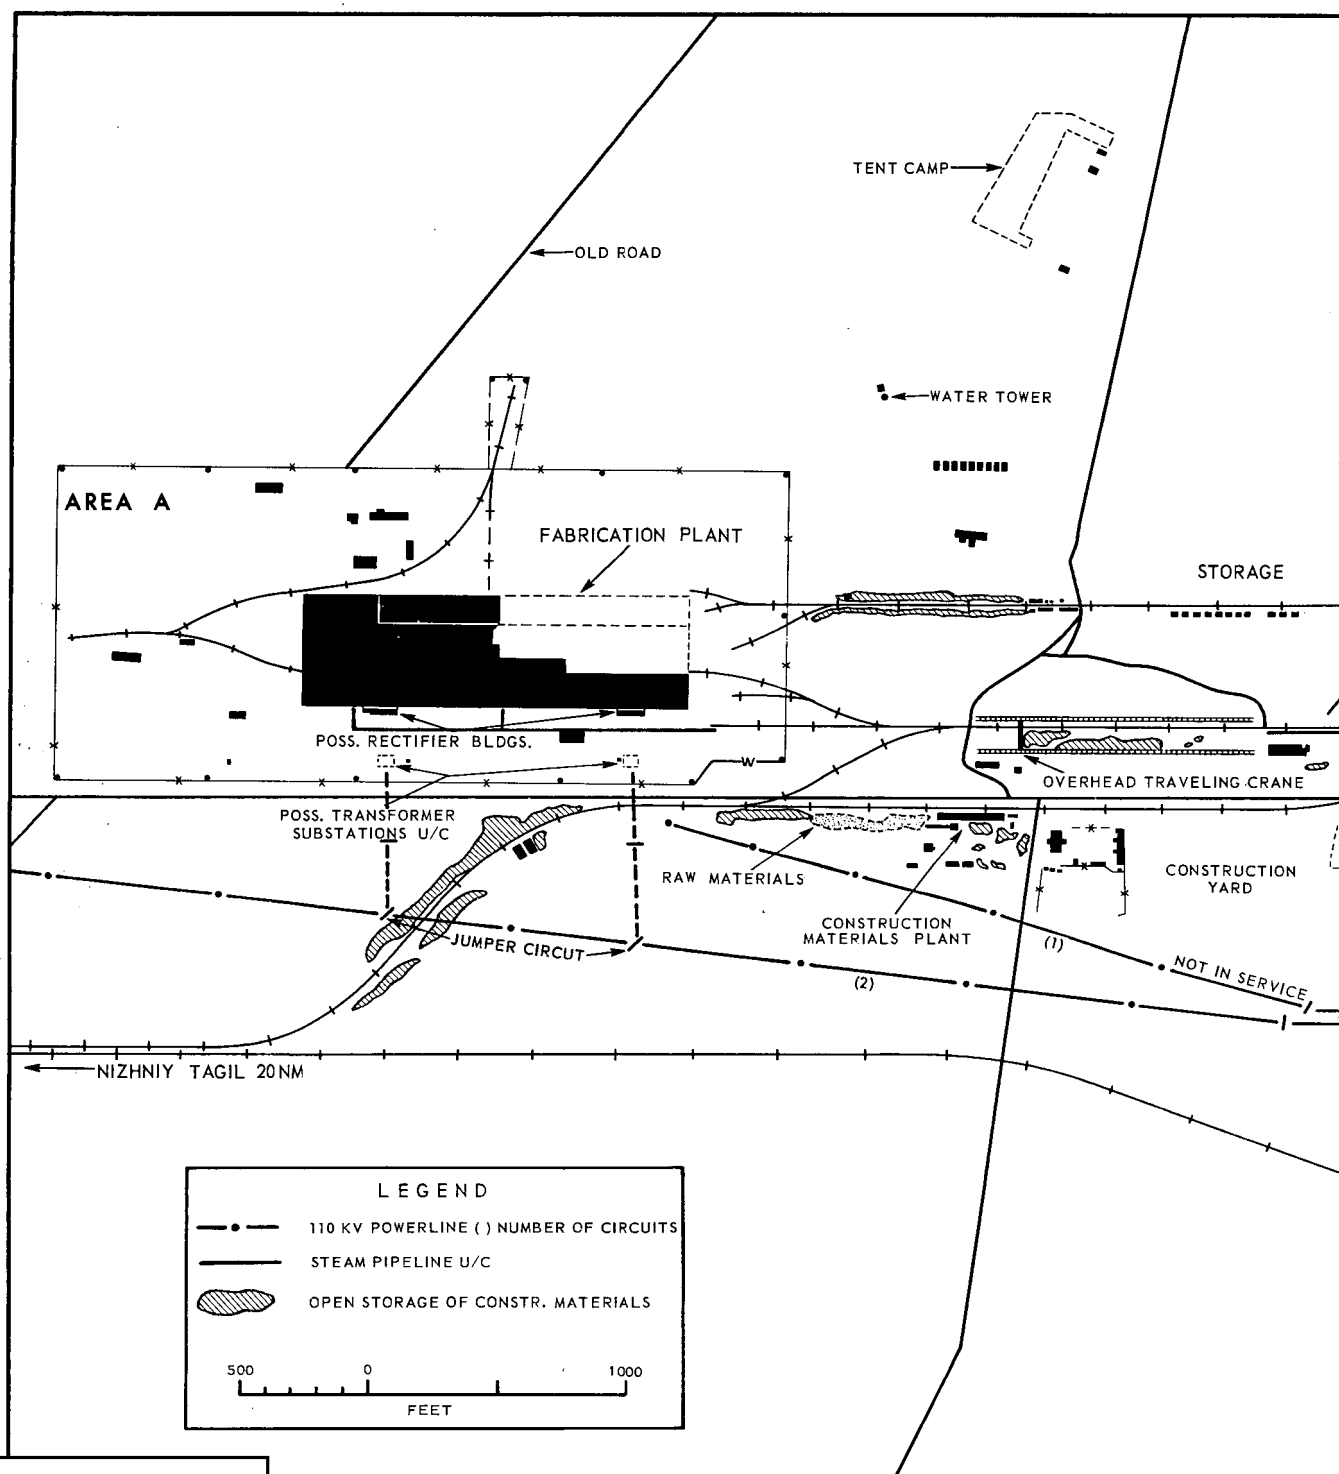 TENT CAMP
OLD ROAD
WATER TOWER
AREA A
FABRICATION PLANT
STORAGE
POSS. RECTIFIER BLDGS.
W
OVERHEAD TRAVELING CRANE
POSS. TRANSFORMER
SUBSTATIONS U/C
RAW MATERIALS
CONSTRUCTION
YARD
CONSTRUCTION
MATERIALS PLANT
JUMPER CIRCUT
(1)
NOT IN SERVICE
(2)
NIZHNIY TAGIL 20NM
LEGEND
110 KV POWERLINE ( ) NUMBER OF CIRCUITS
STEAM PIPELINE U/C
OPEN STORAGE OF CONSTR. MATERIALS
500 0 1000
FEET